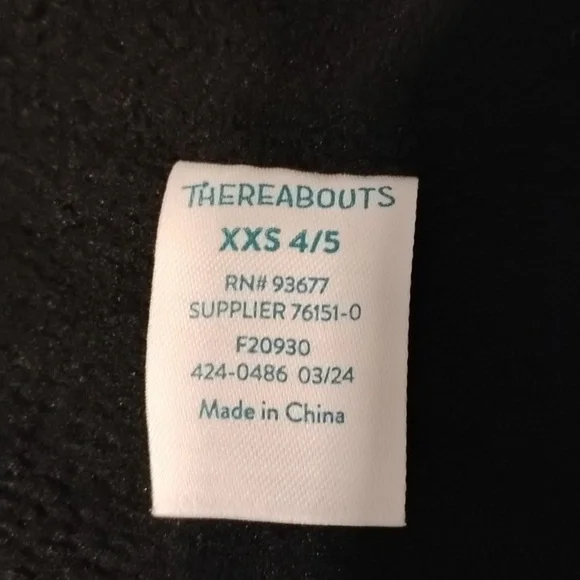 THEREABOUTS
XXS 4/5
RN# 93677
SUPPLIER 76151-0
F20930
424-0486 03/24
Made in China